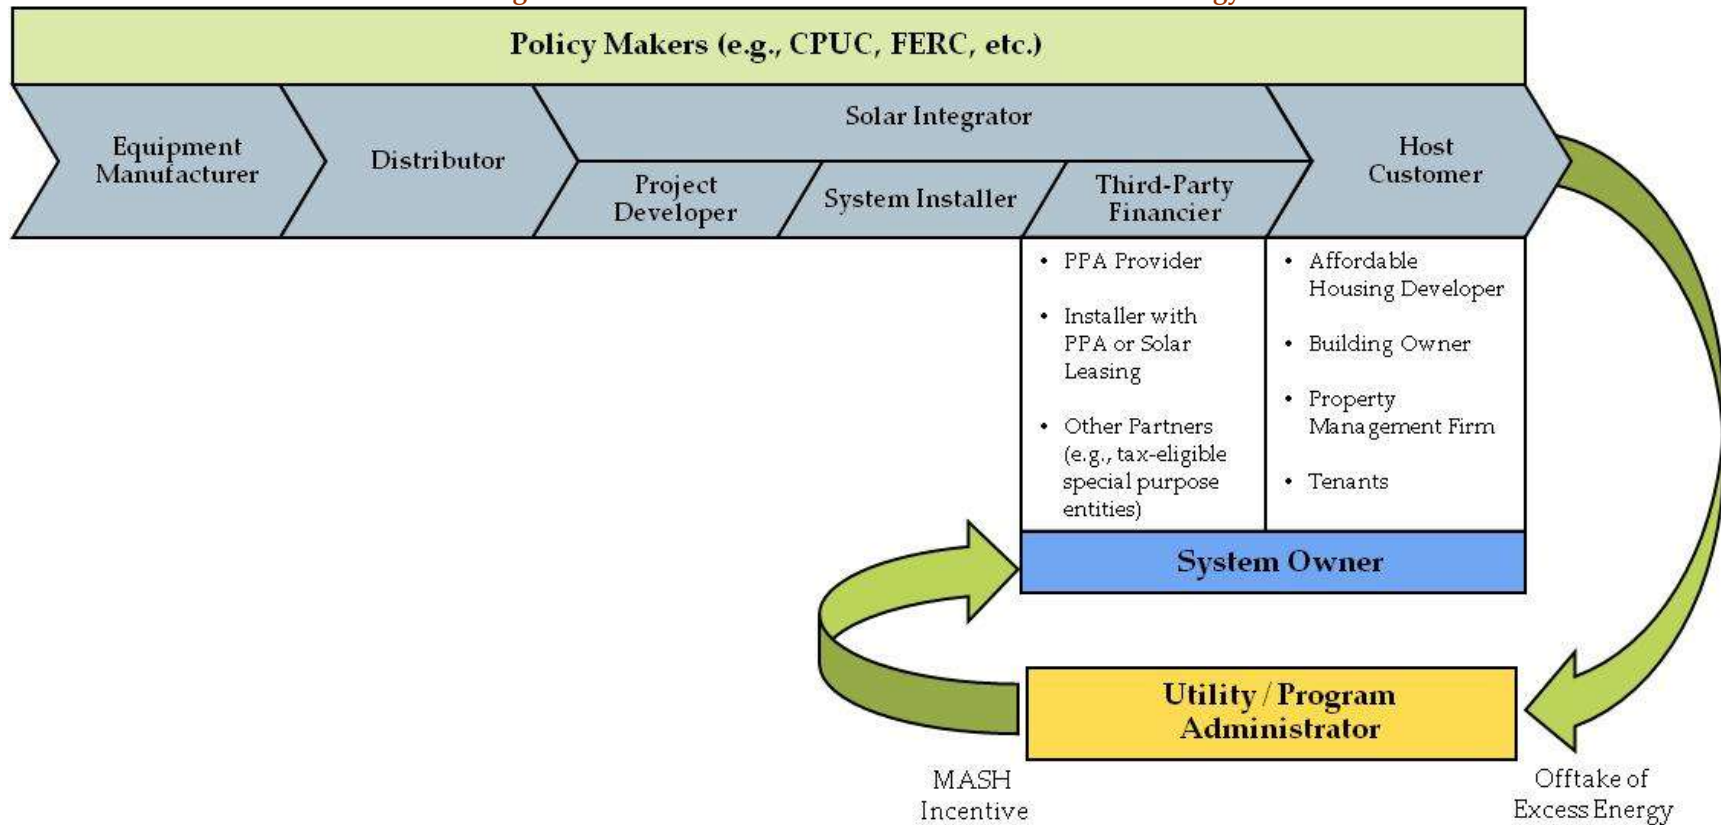 Policy Makers (e.g., CPUC, FERC, etc.)
Equipment
Manufacturer
Distributor
Solar Integrator
Project
Developer
System Installer
Third-Party
Financier
Host
Customer
• PPA Provider
• Installer with
PPA or Solar
Leasing
• Other Partners
(e.g., tax-eligible
special purpose
entities)
• Affordable
Housing Developer
• Building Owner
• Property
Management Firm
• Tenants
System Owner
Utility / Program
Administrator
MASH
Incentive
Offtake of
Excess Energy